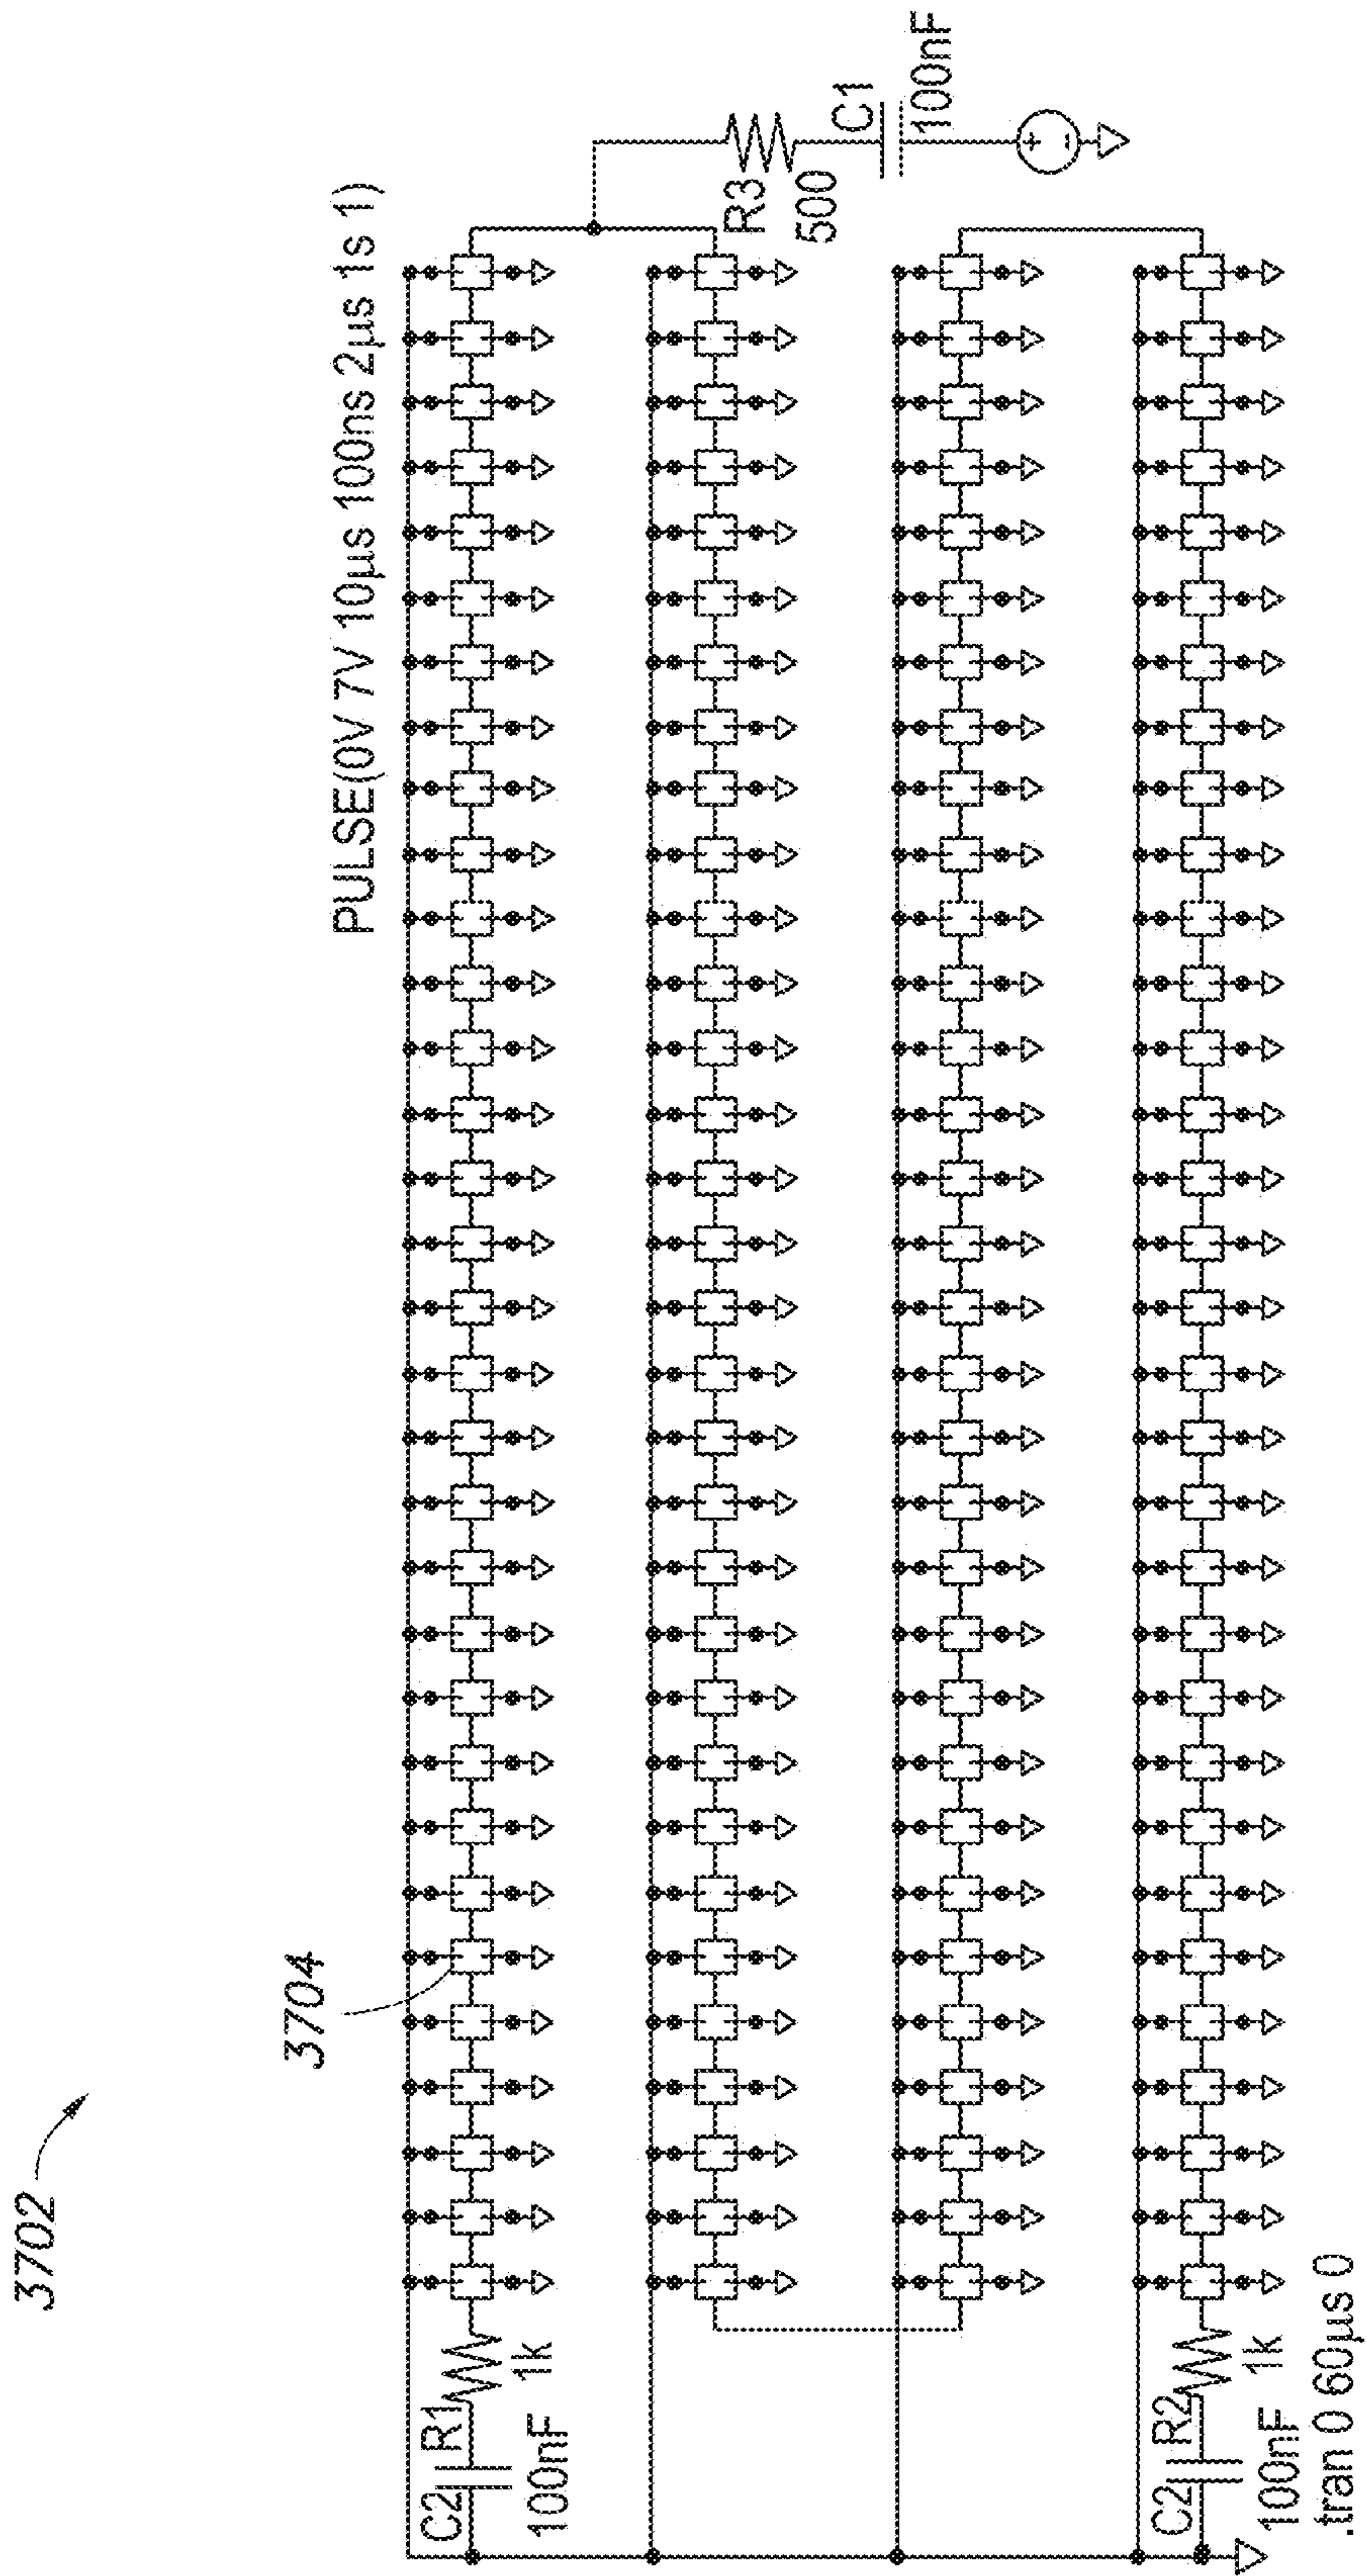 3702
3704
PULSE(0V 7V 10µs 100ns 2µs 1s 1)
C2
R1
100nF
1k
R3
500
C1
100nF
C2
R2
100nF
1k
.tran 0 60µs 0